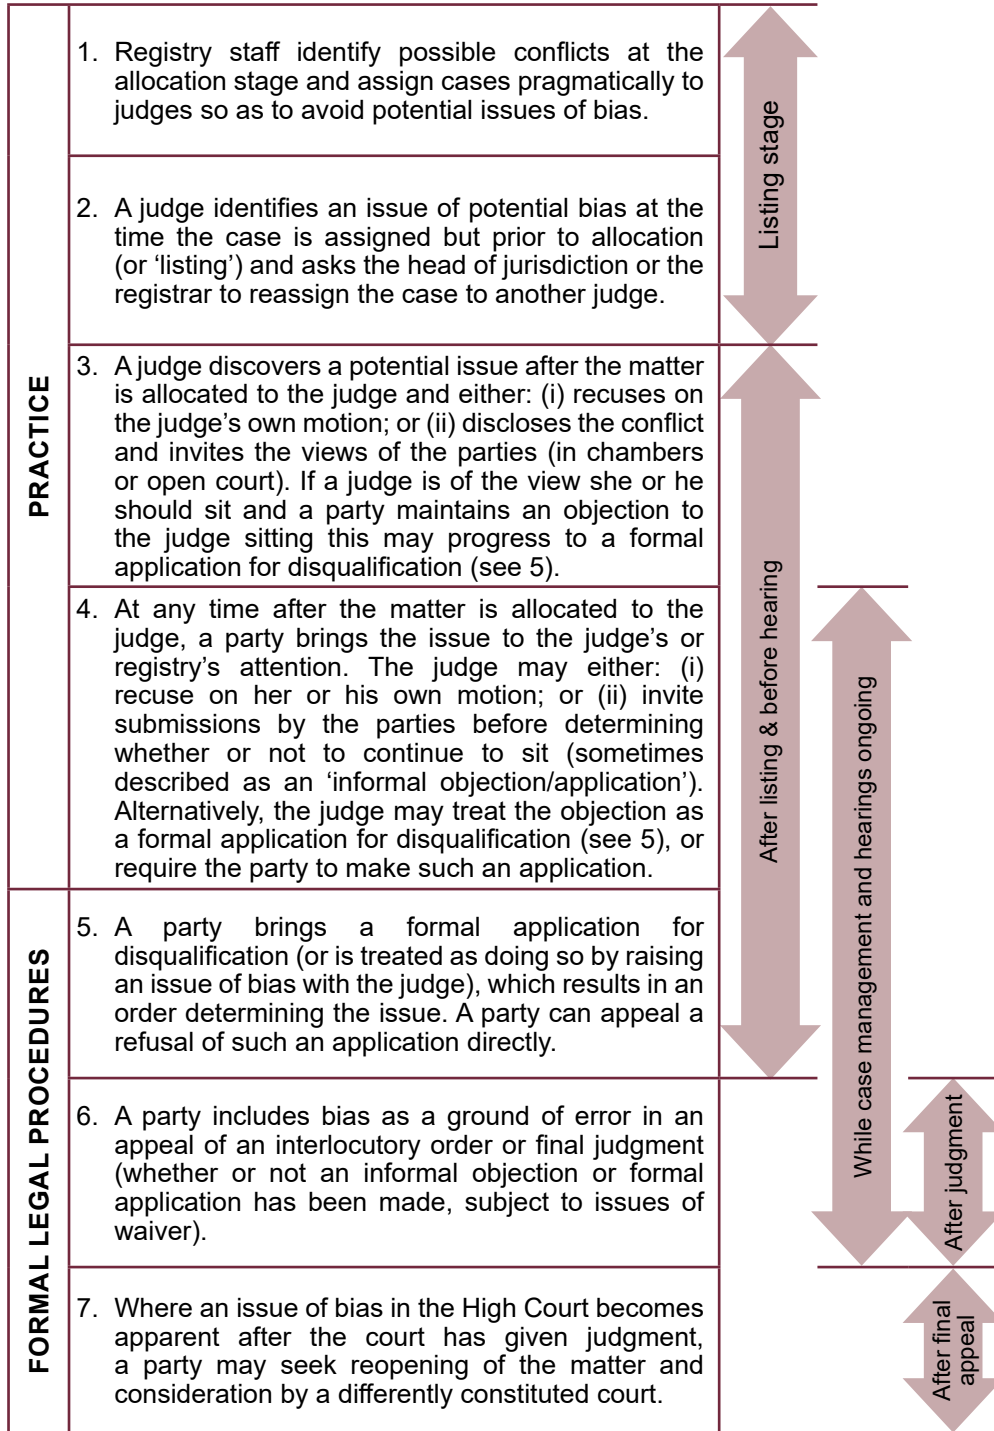 PRACTICE
1. Registry staff identify possible conflicts at the
allocation stage and assign cases pragmatically to
judges so as to avoid potential issues of bias.
2. A judge identifies an issue of potential bias at the
time the case is assigned but prior to allocation
(or ‘listing’) and asks the head of jurisdiction or the
registrar to reassign the case to another judge.
Listing stage
3. A judge discovers a potential issue after the matter
is allocated to the judge and either: (i) recuses on
the judge’s own motion; or (ii) discloses the conflict
and invites the views of the parties (in chambers
or open court). If a judge is of the view she or he
should sit and a party maintains an objection to
the judge sitting this may progress to a formal
application for disqualification (see 5).
4. At any time after the matter is allocated to the
judge, a party brings the issue to the judge’s or
registry’s attention. The judge may either: (i)
recuse on her or his own motion; or (ii) invite
submissions by the parties before determining
whether or not to continue to sit (sometimes
described as an ‘informal objection/application’).
Alternatively, the judge may treat the objection as
a formal application for disqualification (see 5), or
require the party to make such an application.
After listing & before hearing
FORMAL LEGAL PROCEDURES
5. A party brings a formal application for
disqualification (or is treated as doing so by raising
an issue of bias with the judge), which results in an
order determining the issue. A party can appeal a
refusal of such an application directly.
While case management and hearings ongoing
6. A party includes bias as a ground of error in an
appeal of an interlocutory order or final judgment
(whether or not an informal objection or formal
application has been made, subject to issues of
waiver).
After judgment
7. Where an issue of bias in the High Court becomes
apparent after the court has given judgment,
a party may seek reopening of the matter and
consideration by a differently constituted court.
After final
appeal